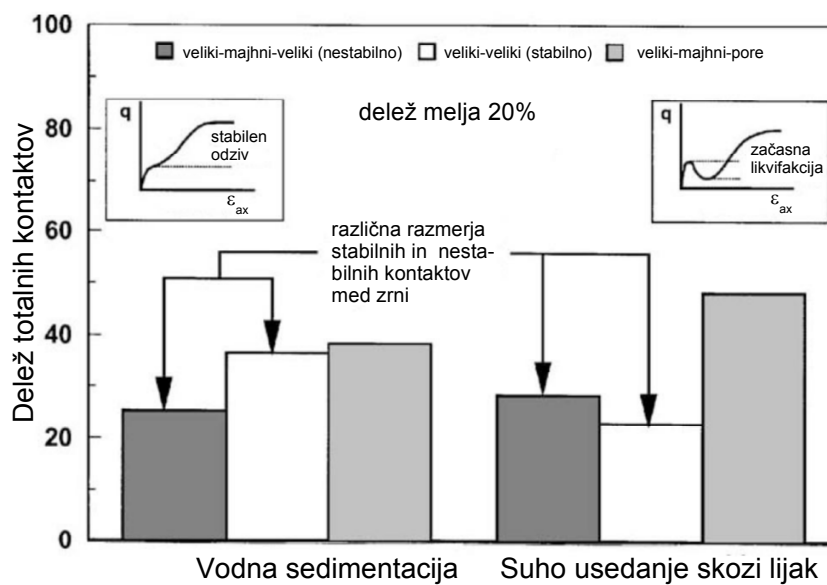 100
80
60
40
20
0
Delež totalnih kontaktov
veliki-majhni-veliki (nestabilno)
veliki-veliki (stabilno)
veliki-majhni-pore
delež melja 20%
q
stabilen
odziv
εax
q
začasna
likvifakcija
εax
različna razmerja
stabilnih in nesta-
bilnih kontaktov
med zrni
Vodna sedimentacija
Suho usedanje skozi lijak